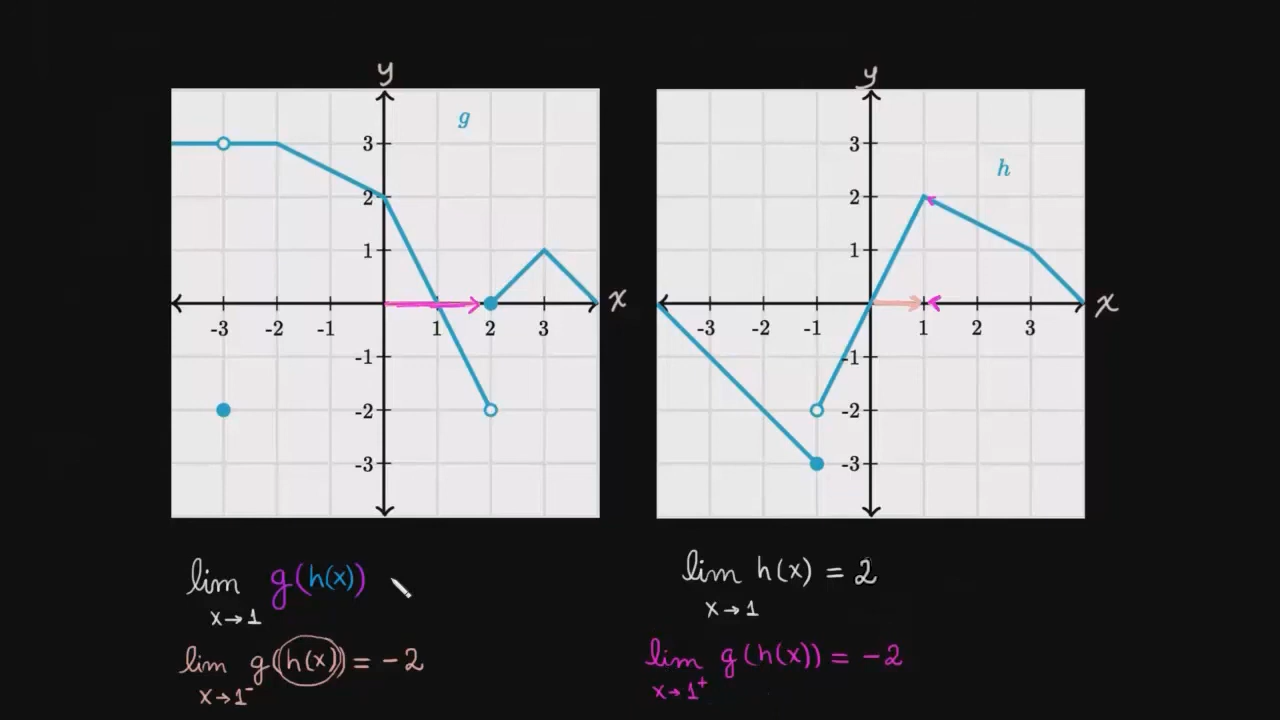 y
g
3
2
1
-3 -2 -1 1 2 3 x
-1
-2
-3
y
h
3
2
1
-3 -2 -1 1 2 3 x
-1
-2
-3
lim g(h(x))
x→1
lim g(h(x)) = -2
x→1⁻
lim h(x) = 2
x→1
lim g(h(x)) = -2
x→1⁺